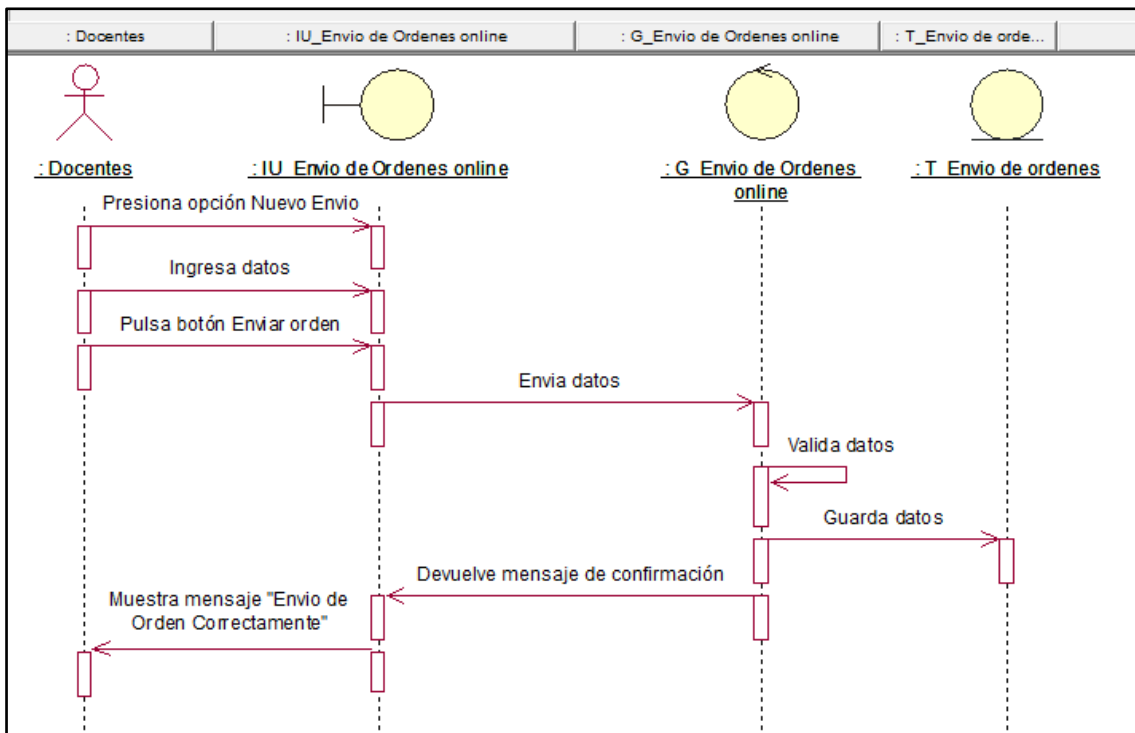 : Docentes
: IU_Envio de Ordenes online
: G_Envio de Ordenes online
: T_Envio de orde...
: Docentes
: IU_Envio de Ordenes online
: G_Envio de Ordenes
online
: T_Envio de ordenes
Presiona opción Nuevo Envio
Ingresa datos
Pulsa botón Enviar orden
Envia datos
Valida datos
Guarda datos
Devuelve mensaje de confirmación
Muestra mensaje "Envio de
Orden Correctamente"